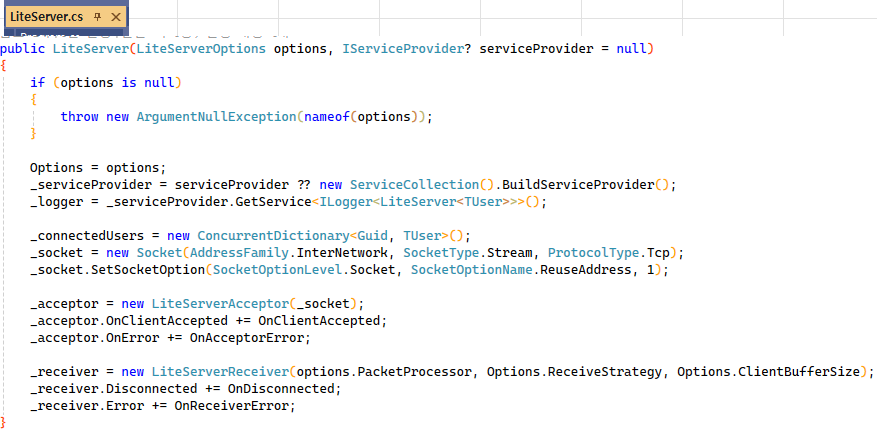 LiteServer.cs
public LiteServer(LiteServerOptions options, IServiceProvider? serviceProvider = null)
{
    if (options is null)
    {
        throw new ArgumentNullException(nameof(options));
    }

    Options = options;
    _serviceProvider = serviceProvider ?? new ServiceCollection().BuildServiceProvider();
    _logger = _serviceProvider.GetService<ILogger<LiteServer<TUser>>>();

    _connectedUsers = new ConcurrentDictionary<Guid, TUser>();
    _socket = new Socket(AddressFamily.InterNetwork, SocketType.Stream, ProtocolType.Tcp);
    _socket.SetSocketOption(SocketOptionLevel.Socket, SocketOptionName.ReuseAddress, 1);

    _acceptor = new LiteServerAcceptor(_socket);
    _acceptor.OnClientAccepted += OnClientAccepted;
    _acceptor.OnError += OnAcceptorError;

    _receiver = new LiteServerReceiver(options.PacketProcessor, Options.ReceiveStrategy, Options.ClientBufferSize);
    _receiver.Disconnected += OnDisconnected;
    _receiver.Error += OnReceiverError;
}